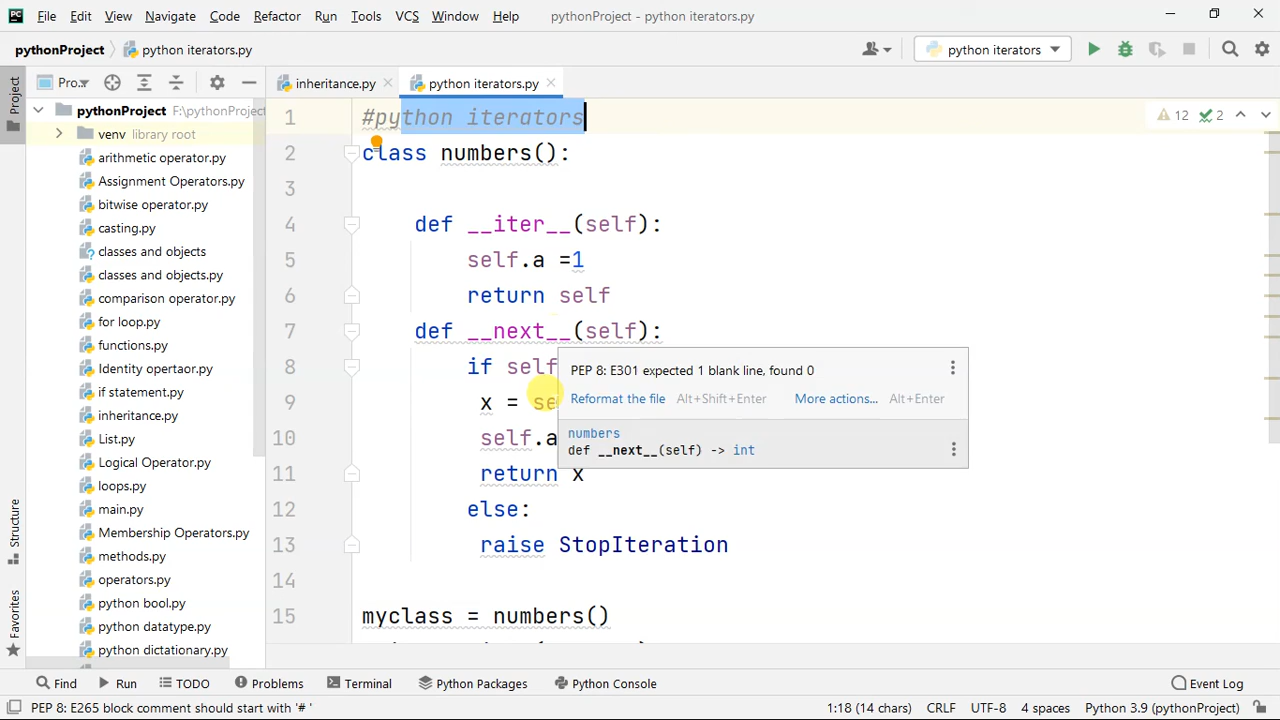 PC File Edit View Navigate Code Refactor Run Tools VCS Window Help pythonProject - python iterators.py
pythonProject python iterators.py python iterators
Project Pro... inheritance.py python iterators.py
pythonProject F:\pythonProject
venv library root
arithmetic operator.py
Assignment Operators.py
bitwise operator.py
casting.py
classes and objects
classes and objects.py
comparison operator.py
for loop.py
functions.py
Identity opertaor.py
if statement.py
inheritance.py
List.py
Logical Operator.py
loops.py
main.py
Membership Operators.py
methods.py
operators.py
python bool.py
python datatype.py
python dictionary.py
Structure
Favorites
1 #python iterators
12 2
2 class numbers():
3
4 def __iter__(self):
5 self.a =1
6 return self
7 def __next__(self):
8 if self
9 x = se
10 self.a
11 return x
12 else:
13 raise StopIteration
14
15 myclass = numbers()
PEP 8: E301 expected 1 blank line, found 0
Reformat the file Alt+Shift+Enter More actions... Alt+Enter
numbers
def __next__(self) -> int
Find Run TODO Problems Terminal Python Packages Python Console Event Log
PEP 8: E265 block comment should start with '# ' 1:18 (14 chars) CRLF UTF-8 4 spaces Python 3.9 (pythonProject)